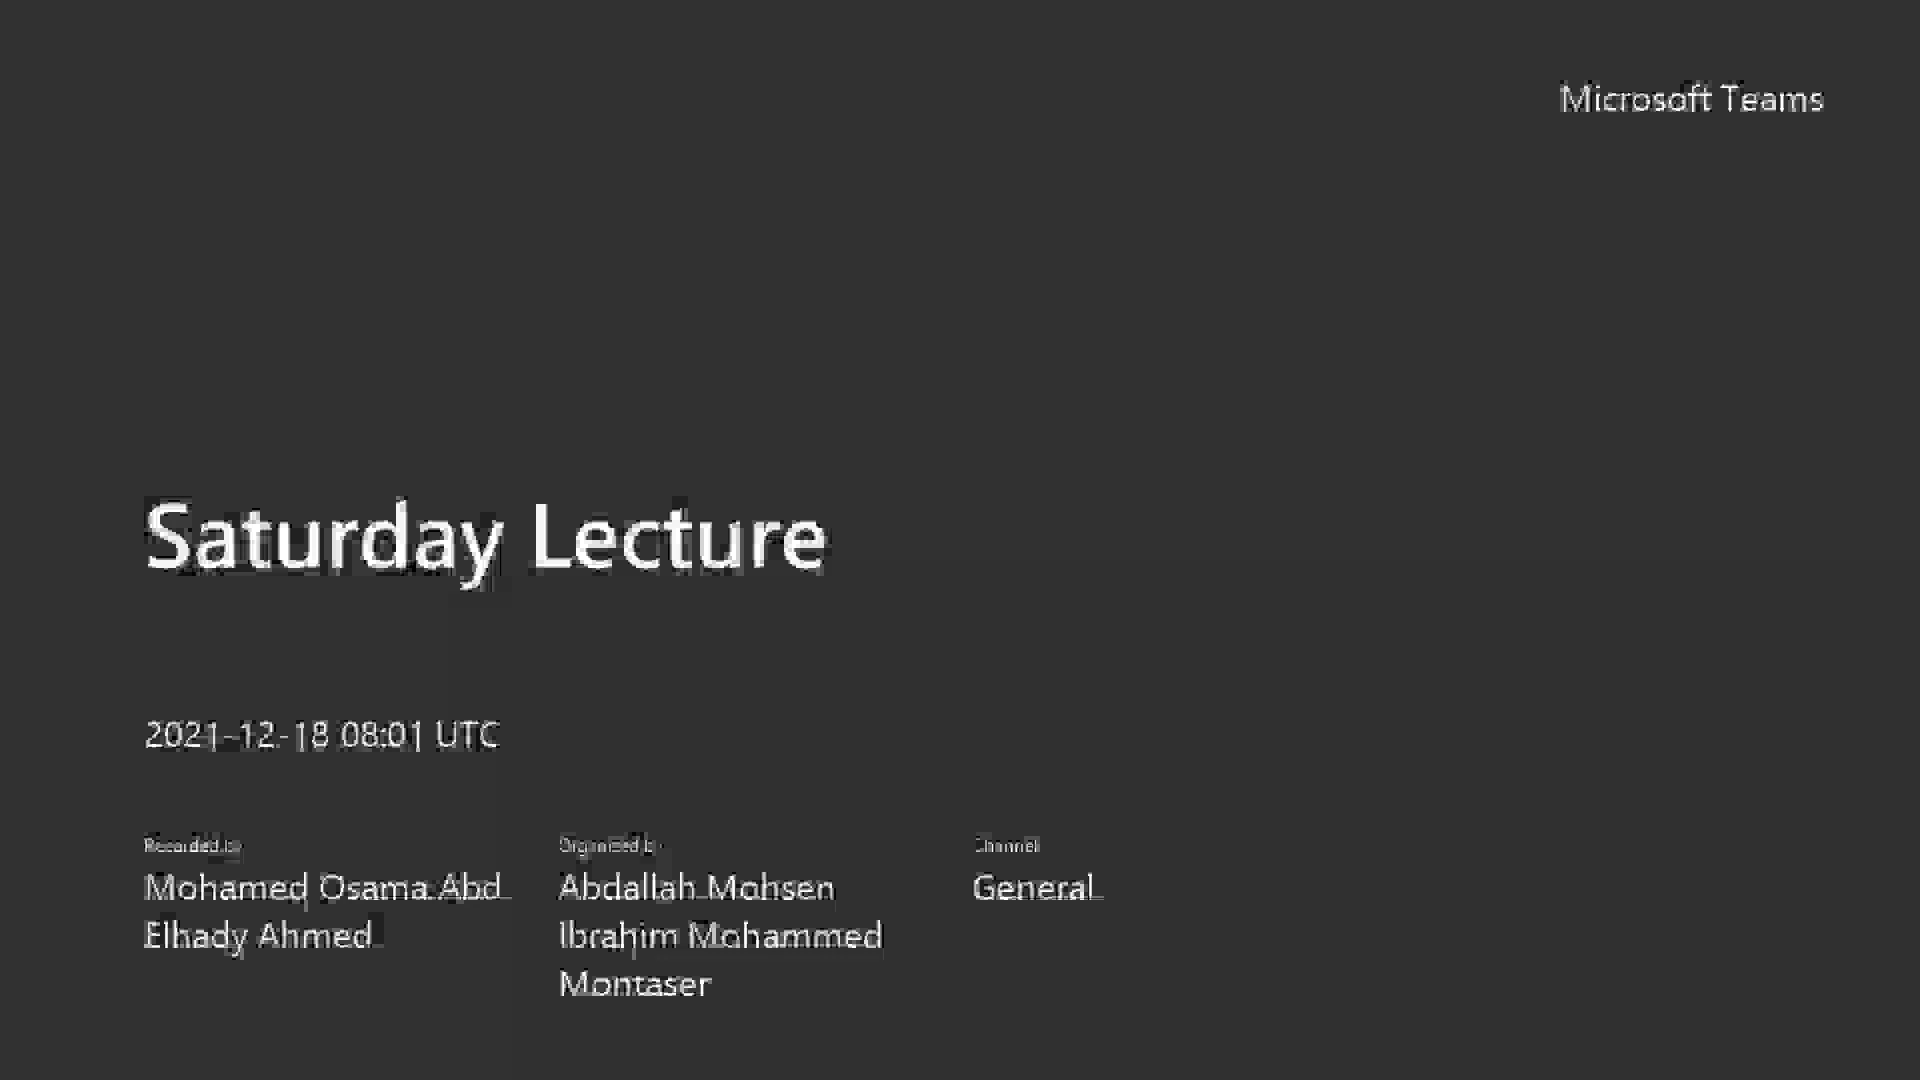 Microsoft Teams
Saturday Lecture
2021-12-18 08:01 UTC
Recorded by
Organized by
Channel
Mohamed Osama Abd
Elhady Ahmed
Abdallah Mohsen
Ibrahim Mohammed
Montaser
General